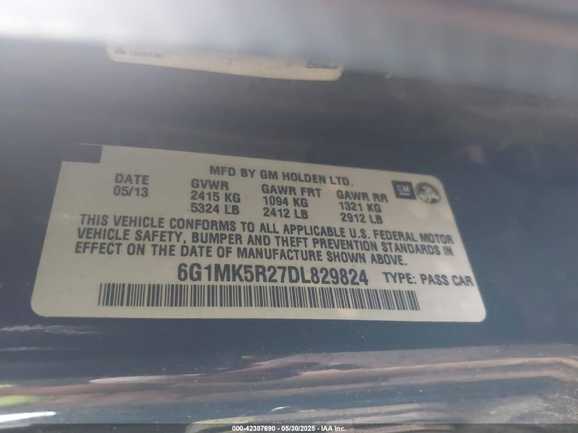 MFD BY GM HOLDEN LTD.
DATE GVWR GAWR FRT GAWR RR
05/13 2415 KG 1094 KG 1321 KG
5324 LB 2412 LB 2912 LB
GM
THIS VEHICLE CONFORMS TO ALL APPLICABLE U.S. FEDERAL MOTOR
VEHICLE SAFETY, BUMPER AND THEFT PREVENTION STANDARDS IN
EFFECT ON THE DATE OF MANUFACTURE SHOWN ABOVE.
6G1MK5R27DL829824 TYPE: PASS CAR
000-42387690 - 05/30/2025 - IAA, Inc.